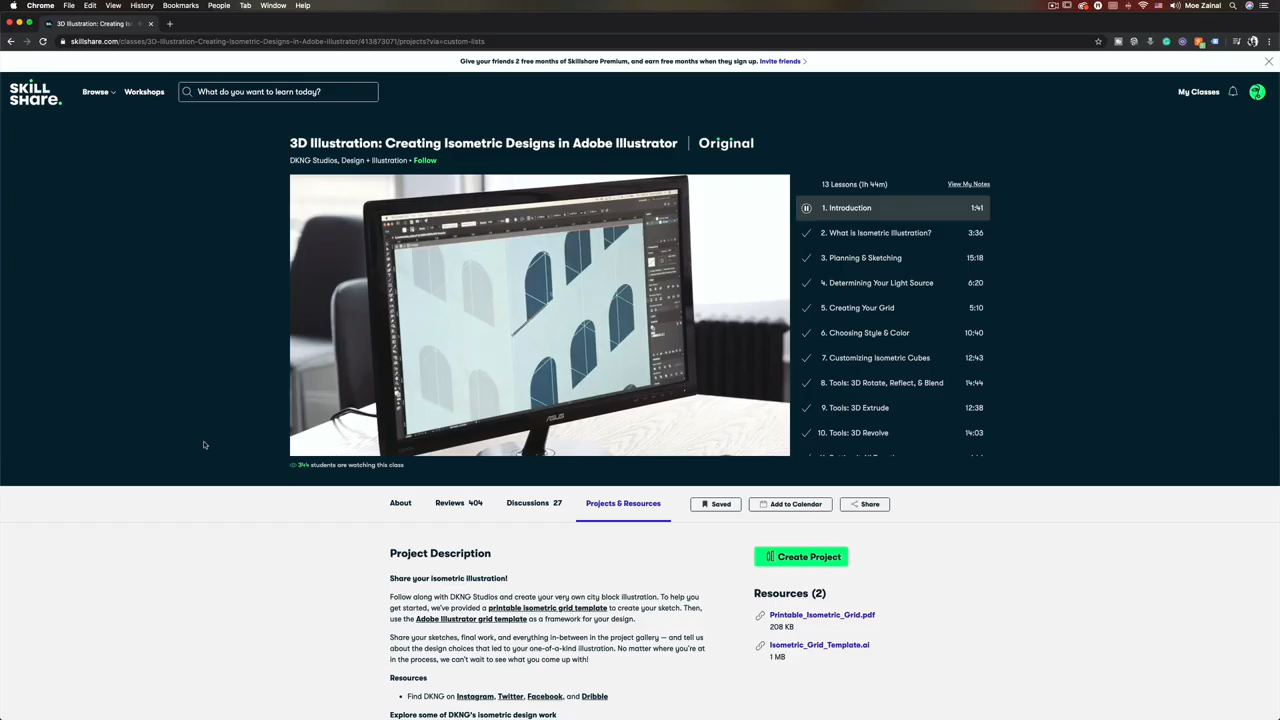 Chrome File Edit View History Bookmarks People Tab Window Help Moe Zainal
3D Illustration: Creating Iso
skillshare.com/classes/3D-Illustration-Creating-Isometric-Designs-in-Adobe-Illustrator/413873071/projects?via=custom-lists
Give your friends 2 free months of Skillshare Premium, and earn free months when they sign up. Invite friends
SKILL
SHare.
Browse Workshops What do you want to learn today? My Classes
3D Illustration: Creating Isometric Designs in Adobe Illustrator | Original
DKNG Studios, Design + Illustration • Follow
13 Lessons (1h 44m) View My Notes
1. Introduction 1:41
2. What is Isometric Illustration? 3:36
3. Planning & Sketching 15:18
4. Determining Your Light Source 6:20
5. Creating Your Grid 5:10
6. Choosing Style & Color 10:40
7. Customizing Isometric Cubes 12:43
8. Tools: 3D Rotate, Reflect, & Blend 14:44
9. Tools: 3D Extrude 12:38
10. Tools: 3D Revolve 14:03
ASUS
344 students are watching this class
About Reviews 404 Discussions 27 Projects & Resources Saved Add to Calendar Share
Project Description
Share your isometric illustration!
Follow along with DKNG Studios and create your very own city block illustration. To help you
get started, we've provided a printable isometric grid template to create your sketch. Then,
use the Adobe Illustrator grid template as a framework for your design.
Share your sketches, final work, and everything in-between in the project gallery — and tell us
about the design choices that led to your one-of-a-kind illustration. No matter where you're at
in the process, we can't wait to see what you come up with!
Resources
• Find DKNG on Instagram, Twitter, Facebook, and Dribble
Explore some of DKNG's isometric design work
Create Project
Resources (2)
Printable_Isometric_Grid.pdf
208 KB
Isometric_Grid_Template.ai
1 MB